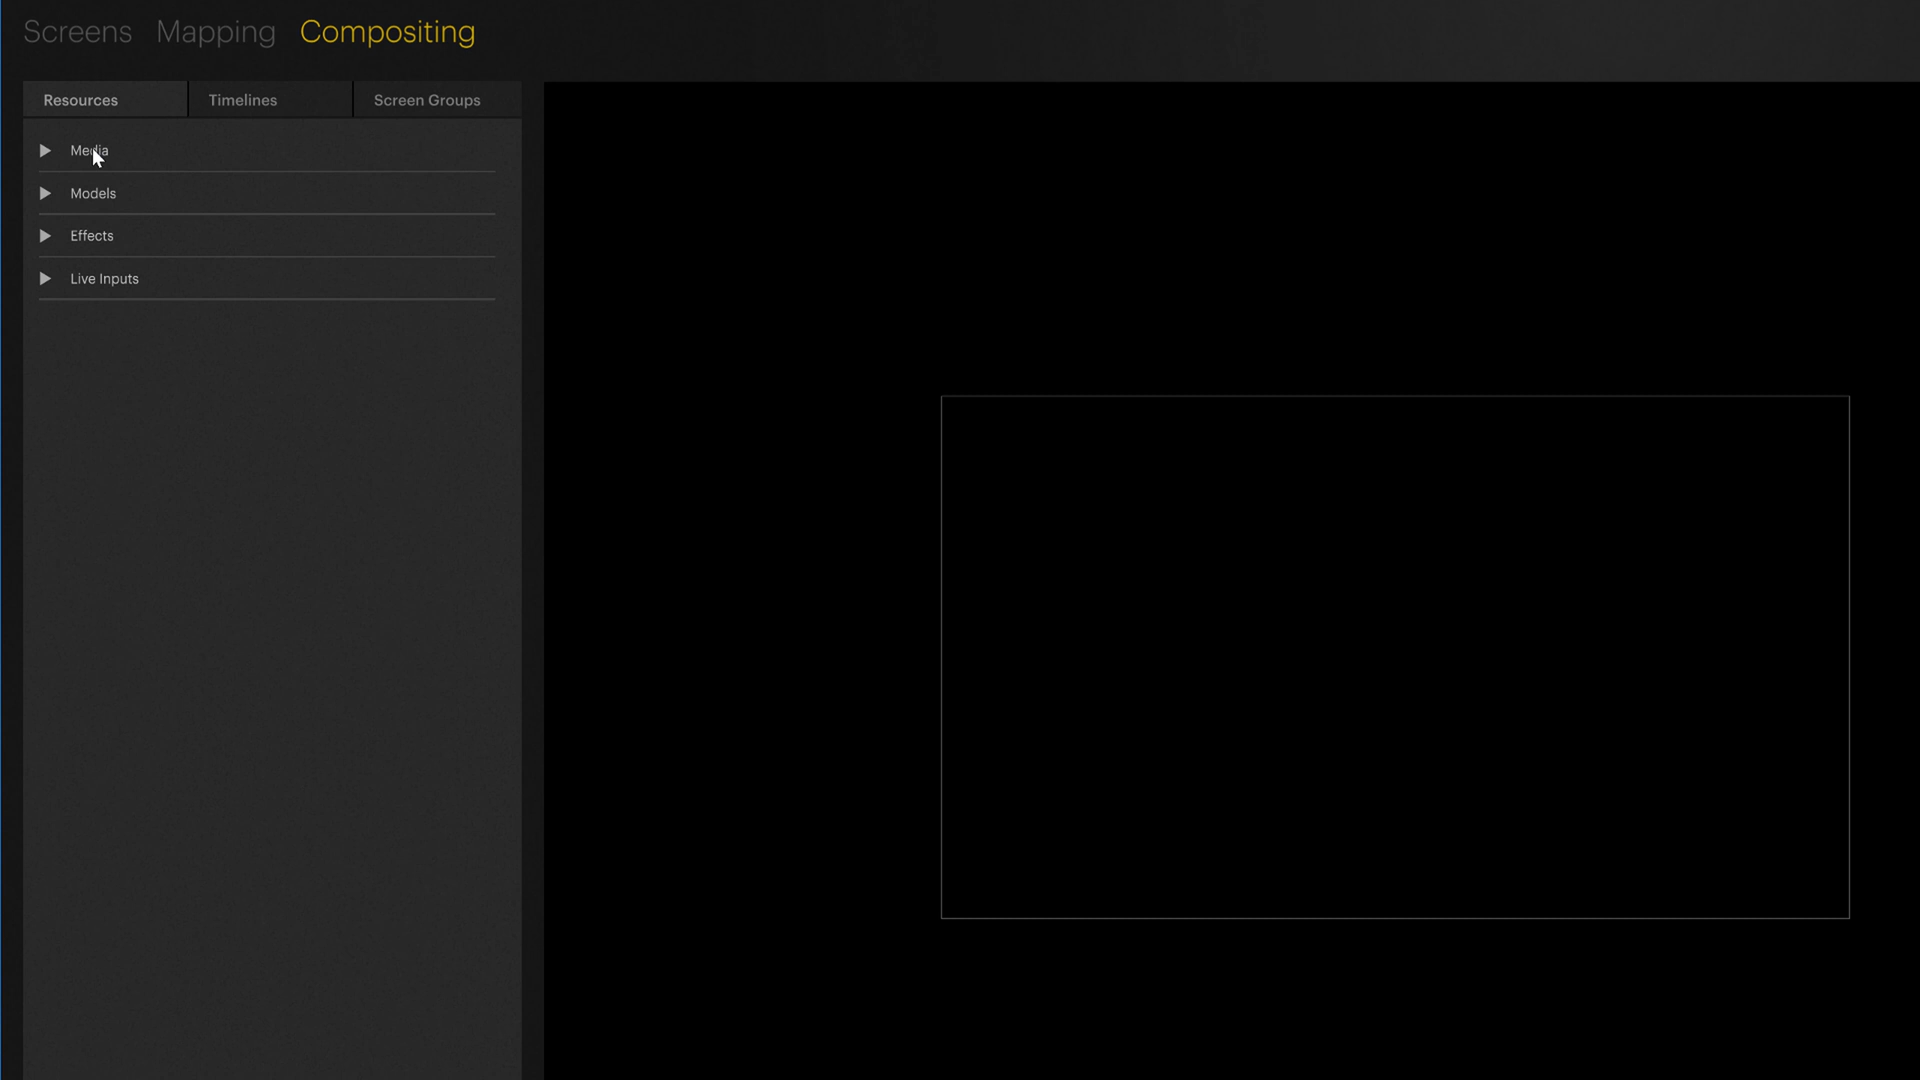 Screens Mapping Compositing
Resources Timelines Screen Groups
Media
Models
Effects
Live Inputs